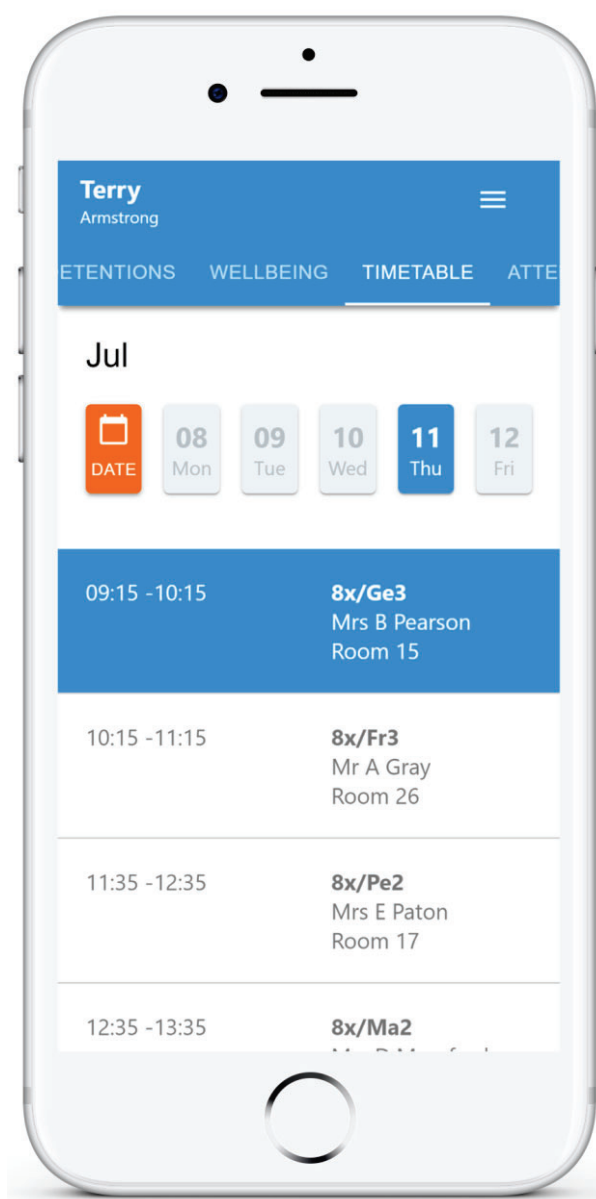 Terry
Armstrong
ETENTIONS WELLBEING TIMETABLE ATTE
Jul
DATE
08 Mon
09 Tue
10 Wed
11 Thu
12 Fri
09:15 -10:15
8x/Ge3
Mrs B Pearson
Room 15
10:15 -11:15
8x/Fr3
Mr A Gray
Room 26
11:35 -12:35
8x/Pe2
Mrs E Paton
Room 17
12:35 -13:35
8x/Ma2